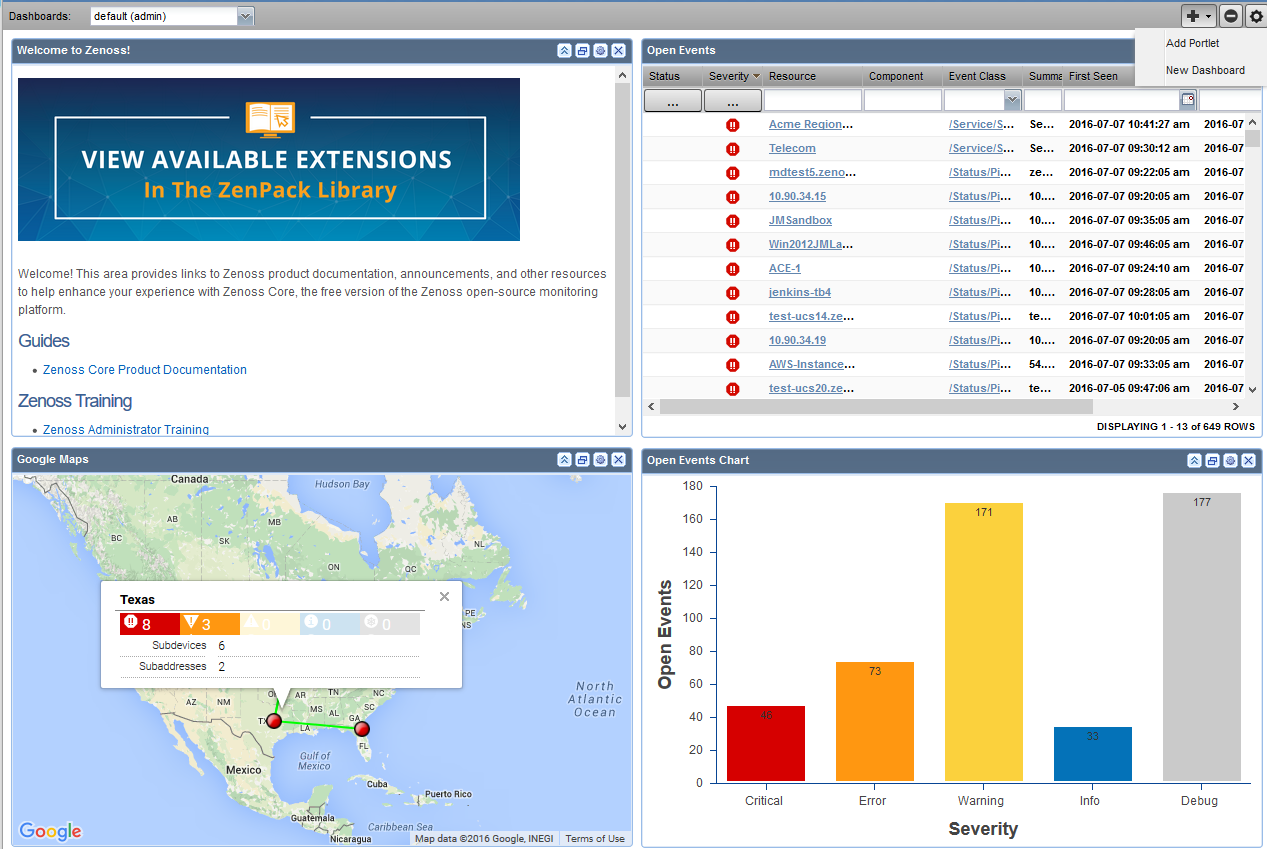 Dashboards: default (admin)
Add Portlet
New Dashboard
Welcome to Zenoss!
VIEW AVAILABLE EXTENSIONS
In The ZenPack Library
Welcome! This area provides links to Zenoss product documentation, announcements, and other resources
to help enhance your experience with Zenoss Core, the free version of the Zenoss open-source monitoring
platform.
Guides
Zenoss Core Product Documentation
Zenoss Training
Zenoss Administrator Training
Open Events
Status Severity Resource Component Event Class Summa First Seen
... ...
Acme Region... /Service/S... Se... 2016-07-07 10:41:27 am 2016-07
Telecom /Service/S... Se... 2016-07-07 09:30:12 am 2016-07
mdtest5.zeno... /Status/Pi... ze... 2016-07-07 09:22:05 am 2016-07
10.90.34.15 /Status/Pi... 10.... 2016-07-07 09:20:05 am 2016-07
JMSandbox /Status/Pi... 10.... 2016-07-07 09:35:05 am 2016-07
Win2012JMLa... /Status/Pi... 10.... 2016-07-07 09:46:05 am 2016-07
ACE-1 /Status/Pi... 10.... 2016-07-07 09:24:10 am 2016-07
jenkins-tb4 /Status/Pi... 10.... 2016-07-07 09:28:05 am 2016-07
test-ucs14.ze... /Status/Pi... te... 2016-07-07 10:01:05 am 2016-07
10.90.34.19 /Status/Pi... 10.... 2016-07-07 09:20:05 am 2016-07
AWS-Instance... /Status/Pi... 54.... 2016-07-07 09:33:05 am 2016-07
test-ucs20.ze... /Status/Pi... te... 2016-07-05 09:47:06 am 2016-07
DISPLAYING 1 - 13 of 649 ROWS
Google Maps
Canada
Hudson Bay
AB
MB
BC
SK
NL
ON
QC
PE
NS
Texas
8 3 0 0 0
Subdevices 6
Subaddresses 2
AZ NM AR TN NC
MS AL SC
TX LA GA
FL
North
Atlantic
Ocean
Gulf of
Mexico
Mexico
Cuba
Puerto Rico
Guatemala
Caribbean Sea
Nicaragua
Google
Map data ©2016 Google, INEGI Terms of Use
Open Events Chart
Open Events
180
160
140
120
100
80
60
40
20
0
46
73
171
33
177
Critical Error Warning Info Debug
Severity